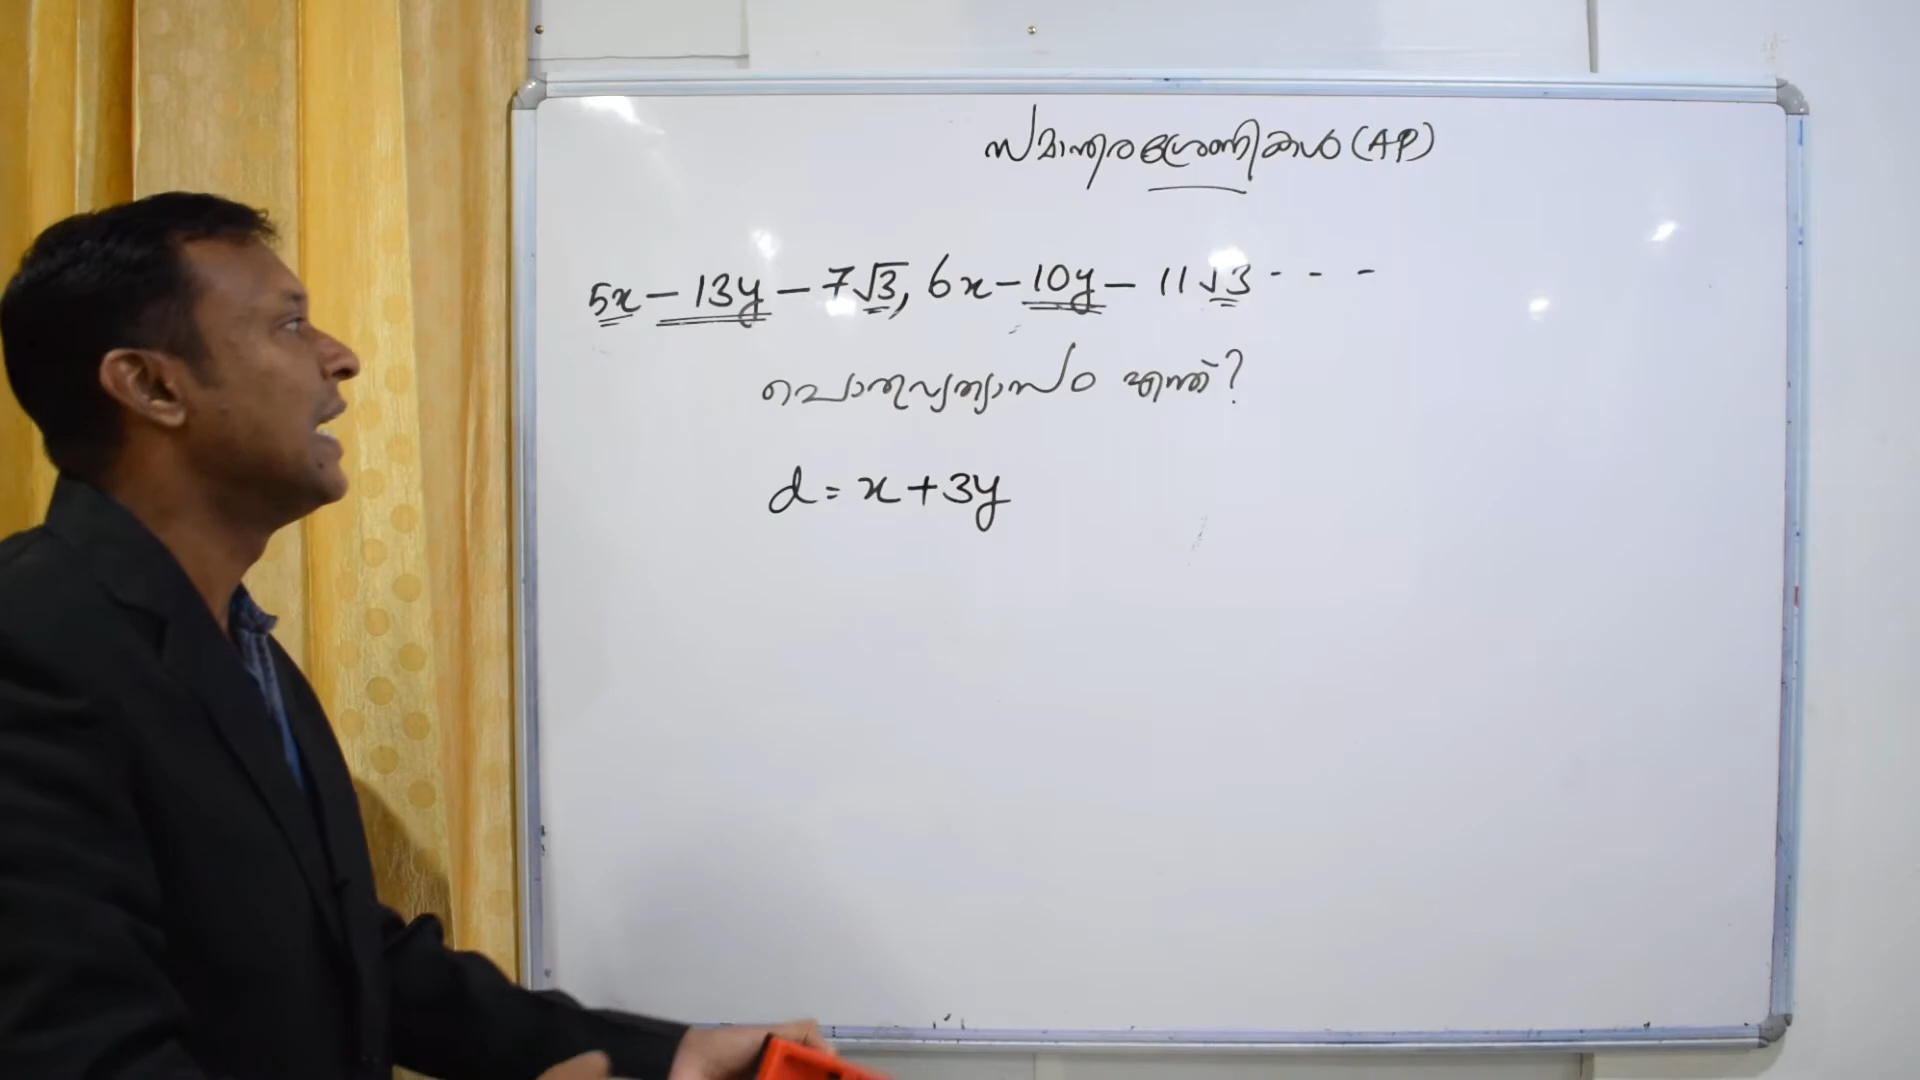 സമാന്തരശ്രേണികൾ (AP)
5x – 13y – 7√3, 6x – 10y – 11√3 - - -
പൊതുവ്യത്യാസം എന്ത്?
d = x + 3y